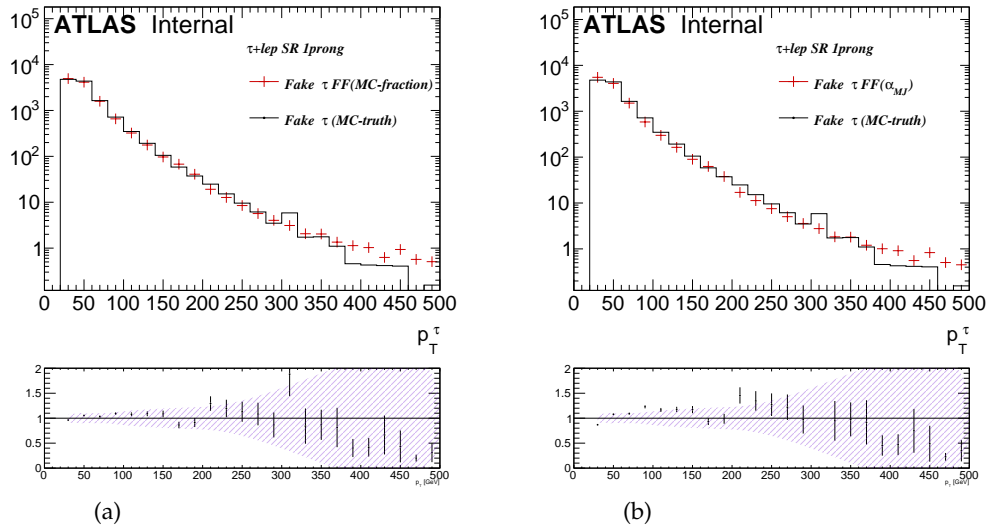 10^5
ATLAS Internal
τ+lep SR 1prong
10^4
Fake τ FF(MC-fraction)
10^3
Fake τ (MC-truth)
10^2
10
1
0 50 100 150 200 250 300 350 400 450 500
p_T^τ
2
1.5
1
0.5
0
0 50 100 150 200 250 300 350 400 450 500
p_T [GeV]
(a)
10^5
ATLAS Internal
τ+lep SR 1prong
10^4
Fake τ FF(α_MJ)
10^3
Fake τ (MC-truth)
10^2
10
1
0 50 100 150 200 250 300 350 400 450 500
p_T^τ
2
1.5
1
0.5
0
0 50 100 150 200 250 300 350 400 450 500
p_T [GeV]
(b)